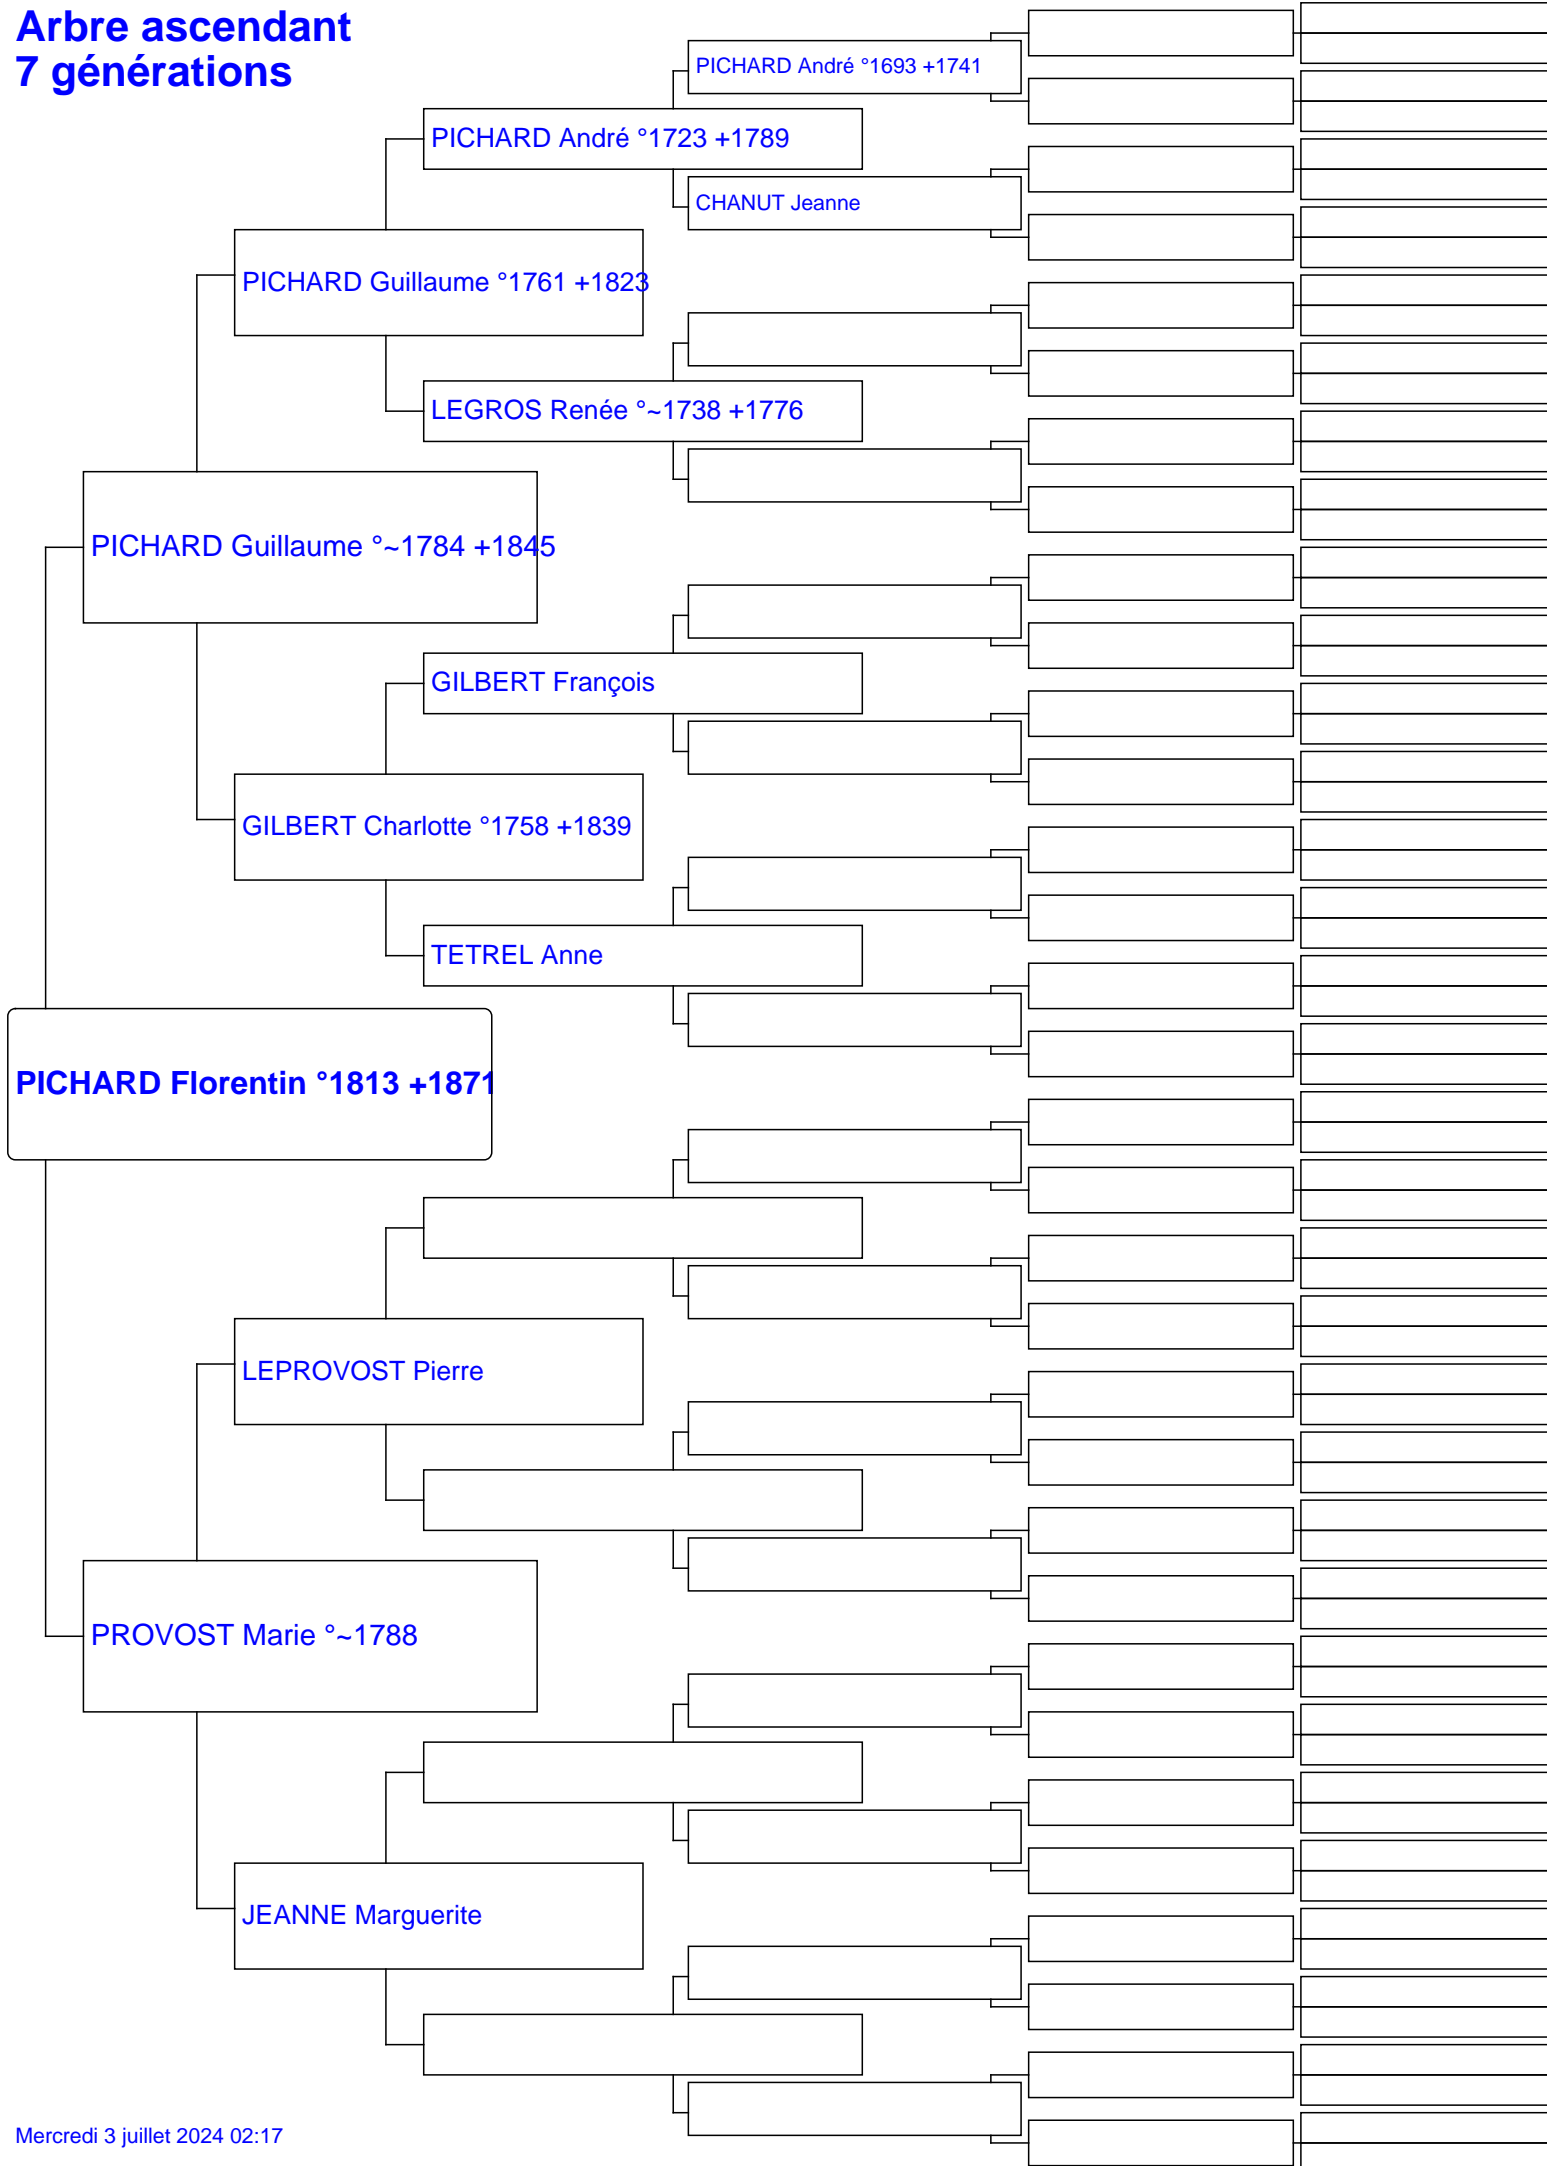 Arbre ascendant
7 générations
PICHARD André °1693 +1741
PICHARD André °1723 +1789
CHANUT Jeanne
PICHARD Guillaume °1761 +1823
LEGROS Renée °~1738 +1776
PICHARD Guillaume °~1784 +1845
GILBERT François
GILBERT Charlotte °1758 +1839
TETREL Anne
PICHARD Florentin °1813 +1871
LEPROVOST Pierre
PROVOST Marie °~1788
JEANNE Marguerite
Mercredi 3 juillet 2024 02:17